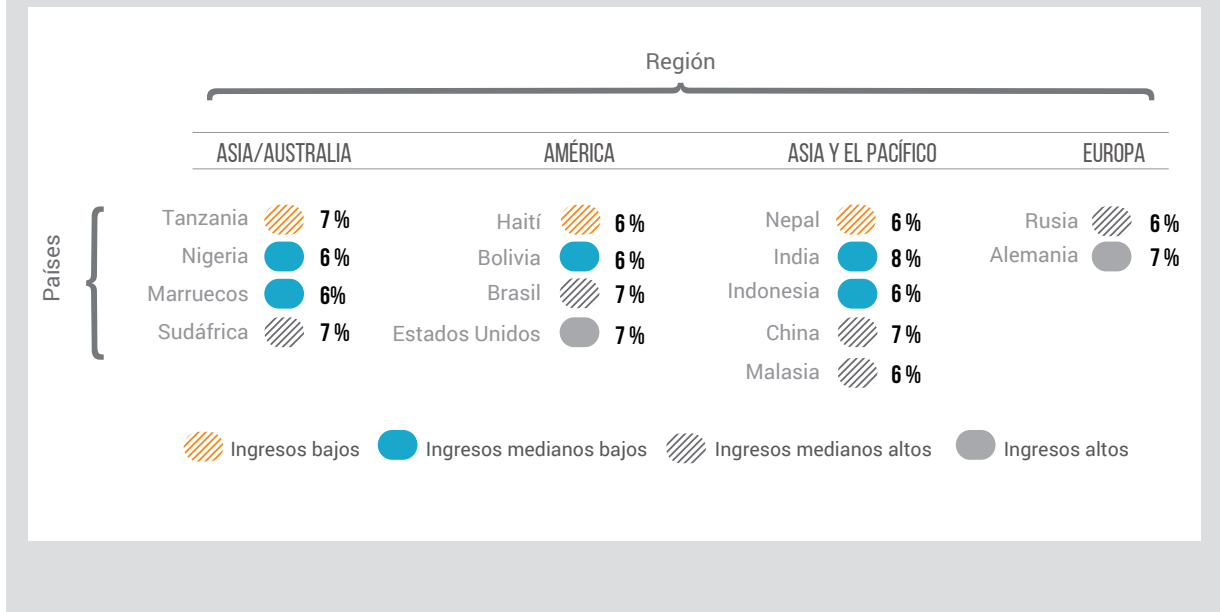 Región
ASIA/AUSTRALIA AMÉRICA ASIA Y EL PACÍFICO EUROPA
Países
Tanzania 7 % Haití 6 % Nepal 6 % Rusia 6 %
Nigeria 6 % Bolivia 6 % India 8 % Alemania 7 %
Marruecos 6% Brasil 7 % Indonesia 6 %
Sudáfrica 7 % Estados Unidos 7 % China 7 %
Malasia 6 %
Ingresos bajos Ingresos medianos bajos Ingresos medianos altos Ingresos altos